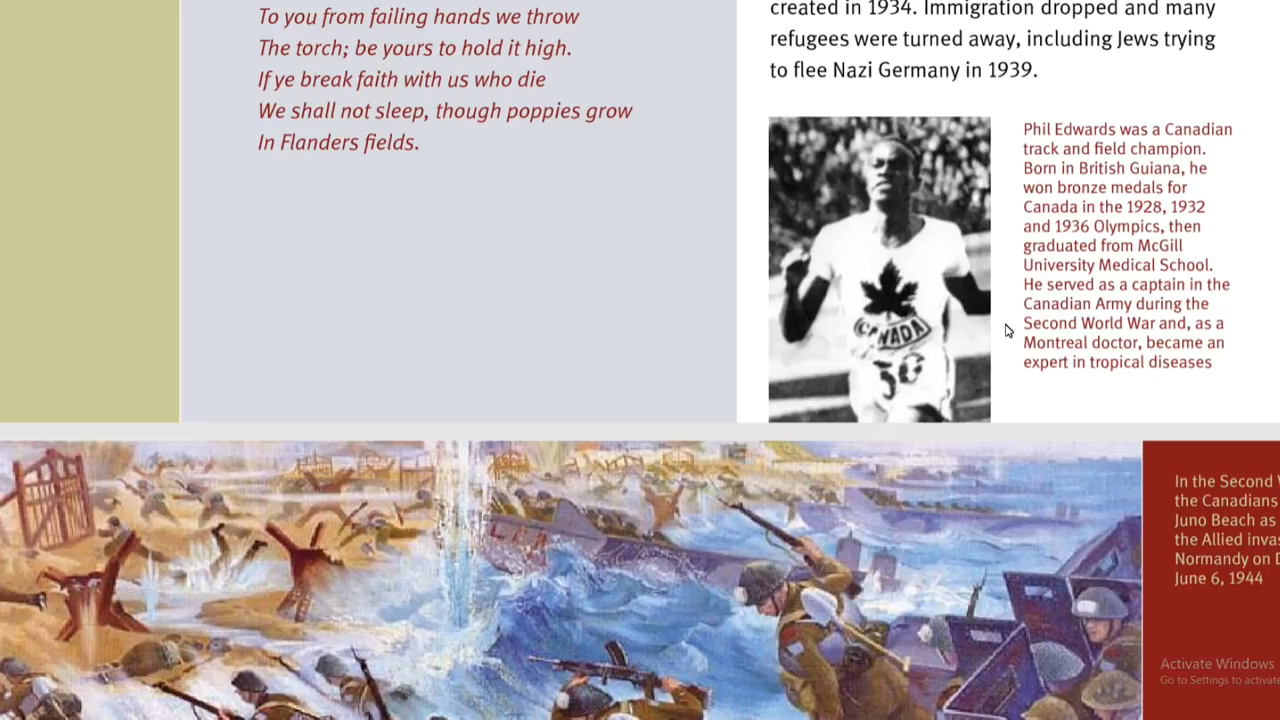 To you from failing hands we throw
The torch; be yours to hold it high.
If ye break faith with us who die
We shall not sleep, though poppies grow
In Flanders fields.
created in 1934. Immigration dropped and many
refugees were turned away, including Jews trying
to flee Nazi Germany in 1939.
CANADA
50
Phil Edwards was a Canadian
track and field champion.
Born in British Guiana, he
won bronze medals for
Canada in the 1928, 1932
and 1936 Olympics, then
graduated from McGill
University Medical School.
He served as a captain in the
Canadian Army during the
Second World War and, as a
Montreal doctor, became an
expert in tropical diseases
In the Second
the Canadians
Juno Beach as
the Allied
Normandy on
June 6, 1944
Activate Windows
Go to Settings to activate